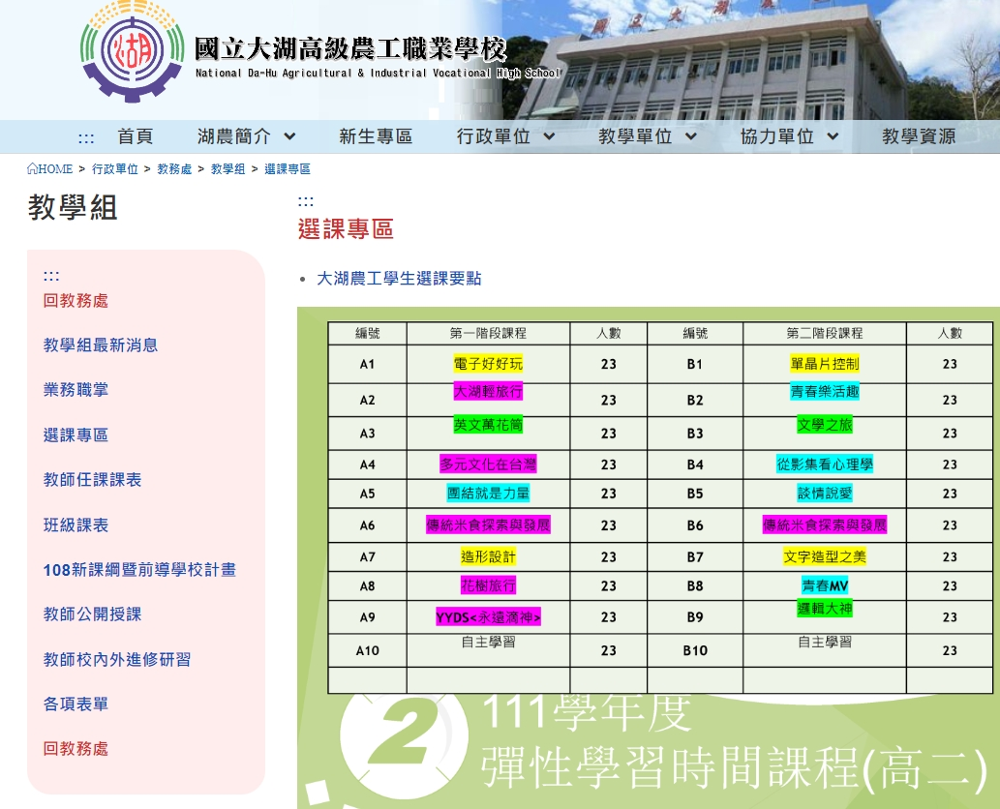 國立大湖
湖
國立大湖高級農工職業學校
National Da-Hu Agricultural & Industrial Vocational High School
::: 首頁 湖農簡介 新生專區 行政單位 教學單位 協力單位 教學資源
HOME > 行政單位 > 教務處 > 教學組 > 選課專區
教學組
:::
回教務處
教學組最新消息
業務職掌
選課專區
教師任課課表
班級課表
108新課綱暨前導學校計畫
教師公開授課
教師校內外進修研習
各項表單
回教務處
:::
選課專區
• 大湖農工學生選課要點
編號 第一階段課程 人數 編號 第二階段課程 人數
A1 電子好好玩 23 B1 單晶片控制 23
A2 大湖輕旅行 23 B2 青春樂活趣 23
A3 英文萬花筒 23 B3 文學之旅 23
A4 多元文化在台灣 23 B4 從影集看心理學 23
A5 團結就是力量 23 B5 談情說愛 23
A6 傳統米食探索與發展 23 B6 傳統米食探索與發展 23
A7 造形設計 23 B7 文字造型之美 23
A8 花樹旅行 23 B8 青春MV 23
A9 YYDS<永遠滴神> 23 B9 邏輯大神 23
A10 自主學習 23 B10 自主學習 23
2
111學年度
彈性學習時間課程(高二)